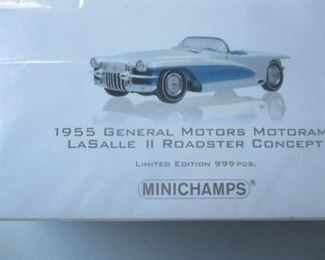 1955 General Motors Motoram
LaSalle II Roadster Concept
Limited Edition 999 pcs.
MINICHAMPS®